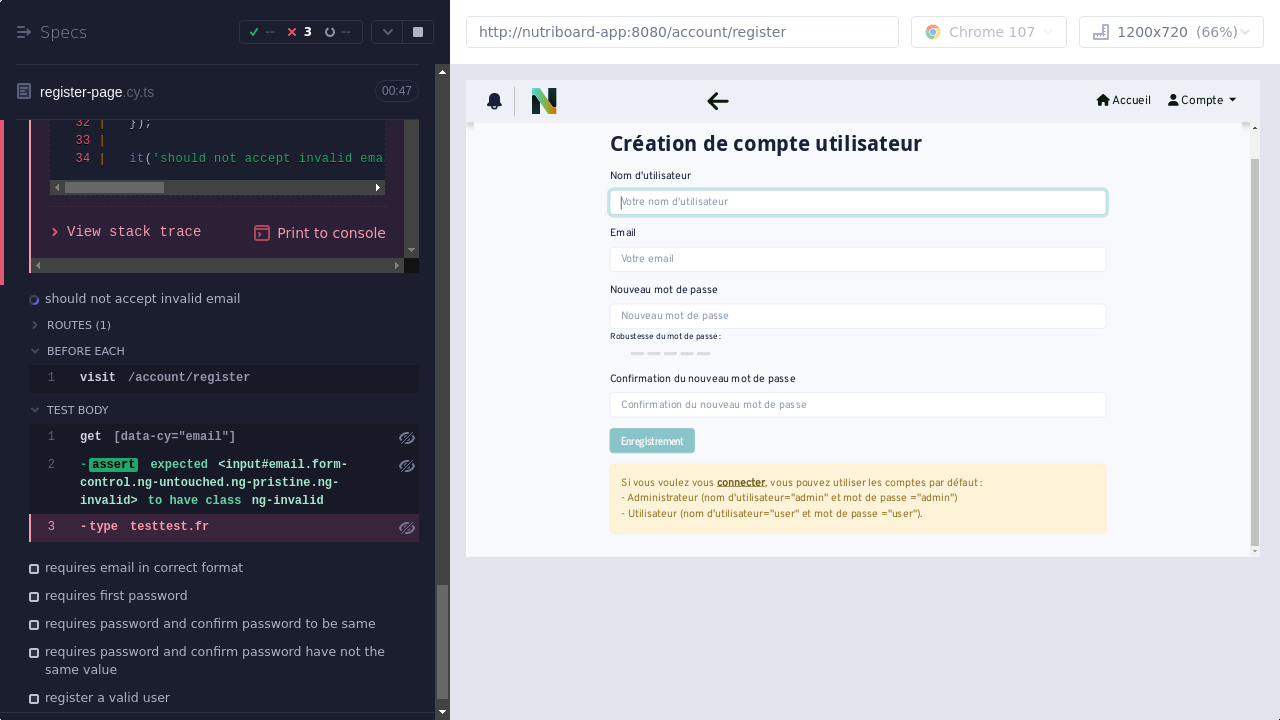 Specs
--
3
--
register-page.cy.ts
00:47
32 | });
33 |
34 | it('should not accept invalid ema
View stack trace
Print to console
should not accept invalid email
ROUTES (1)
BEFORE EACH
1 visit /account/register
TEST BODY
1 get [data-cy="email"]
2 -assert expected <input#email.form-
control.ng-untouched.ng-pristine.ng-
invalid> to have class ng-invalid
3 -type testtest.fr
requires email in correct format
requires first password
requires password and confirm password to be same
requires password and confirm password have not the
same value
register a valid user
http://nutriboard-app:8080/account/register
Chrome 107
1200x720 (66%)
N
Accueil
Compte
Création de compte utilisateur
Nom d'utilisateur
Votre nom d'utilisateur
Email
Votre email
Nouveau mot de passe
Nouveau mot de passe
Robustesse du mot de passe :
Confirmation du nouveau mot de passe
Confirmation du nouveau mot de passe
Enregistrement
Si vous voulez vous connecter, vous pouvez utiliser les comptes par défaut :
- Administrateur (nom d'utilisateur="admin" et mot de passe ="admin")
- Utilisateur (nom d'utilisateur="user" et mot de passe ="user").